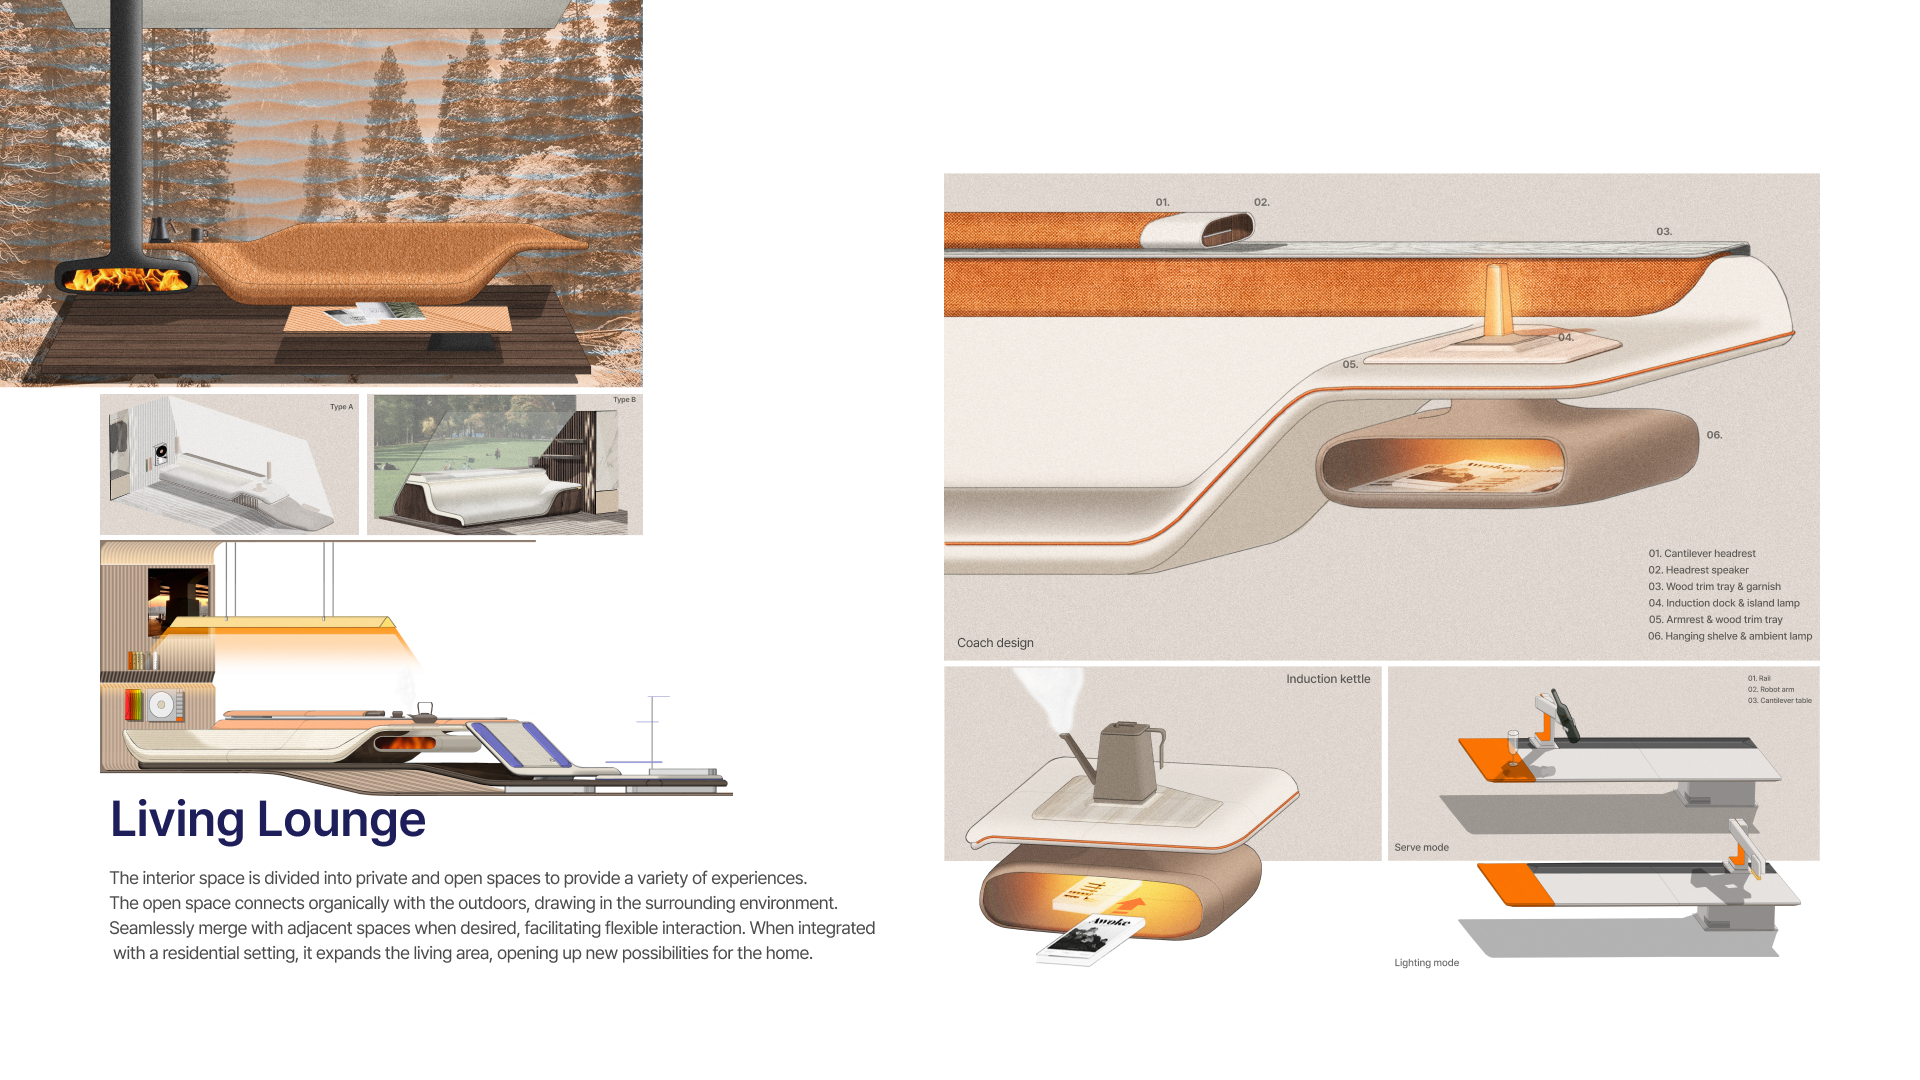 Type A
Type B
Living Lounge
The interior space is divided into private and open spaces to provide a variety of experiences.
The open space connects organically with the outdoors, drawing in the surrounding environment.
Seamlessly merge with adjacent spaces when desired, facilitating flexible interaction. When integrated
with a residential setting, it expands the living area, opening up new possibilities for the home.
01.
02.
03.
04.
05.
06.
01. Cantilever headrest
02. Headrest speaker
03. Wood trim tray & garnish
04. Induction dock & island lamp
05. Armrest & wood trim tray
06. Hanging shelve & ambient lamp
Coach design
Induction kettle
Awoke
01. Rail
02. Robot arm
03. Cantilever table
Serve mode
Lighting mode